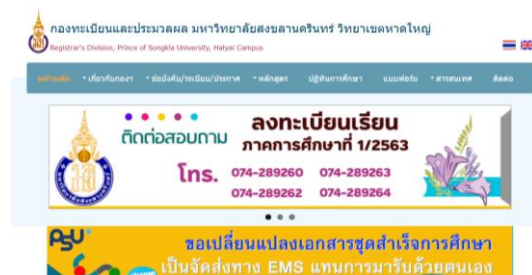 กองทะเบียนและประมวลผล มหาวิทยาลัยสงขลานครินทร์ วิทยาเขตหาดใหญ่
Registrar's Division, Prince of Songkla University, Hatyai Campus
หน้าหลัก เกี่ยวกับกองฯ ข้อบังคับ/ระเบียบ/ประกาศ หลักสูตร ปฏิทินการศึกษา แบบฟอร์ม สารสนเทศ ติดต่อ
ติดต่อสอบถาม
ลงทะเบียนเรียน
ภาคการศึกษาที่ 1/2563
โทร. 074-289260 074-289263
074-289262 074-289264
PSU
ขอเปลี่ยนแปลงเอกสารชุดสำเร็จการศึกษา
เป็นจัดส่งทาง EMS แทนการมารับด้วยตนเอง